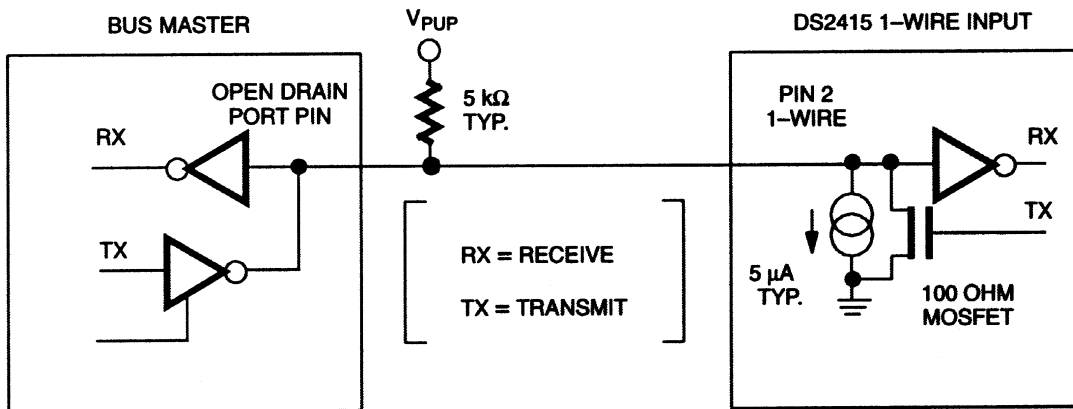 BUS MASTER
V_PUP
DS2415 1–WIRE INPUT
OPEN DRAIN
PORT PIN
5 kΩ
TYP.
PIN 2
1–WIRE
RX
RX
TX
TX
RX = RECEIVE
TX = TRANSMIT
5 µA
TYP.
100 OHM
MOSFET